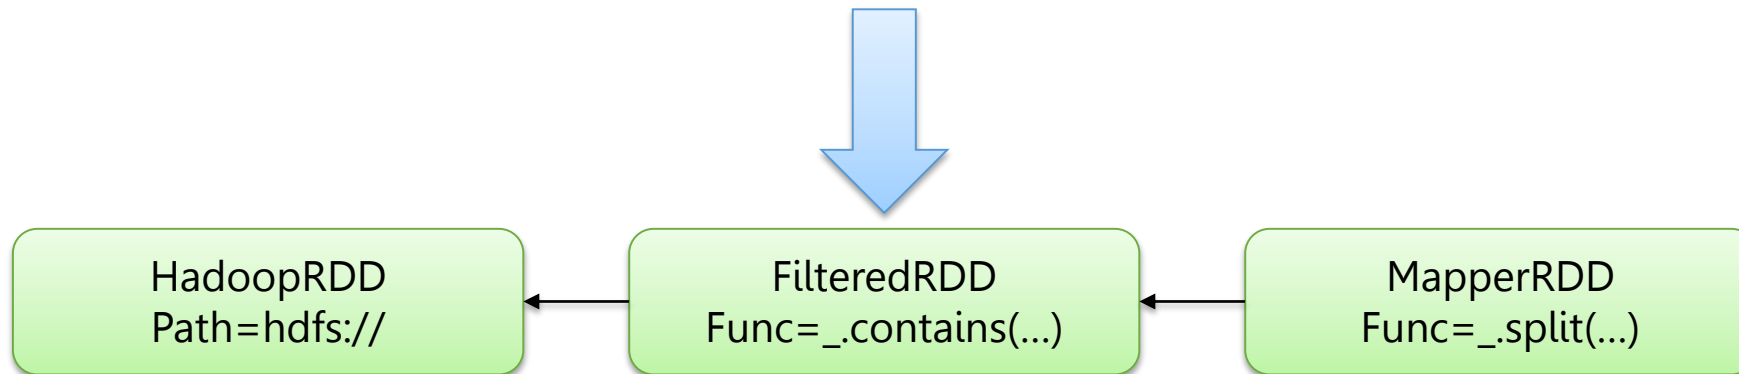 HadoopRDD
Path=hdfs://
FilteredRDD
Func=_.contains(...)
MapperRDD
Func=_.split(...)